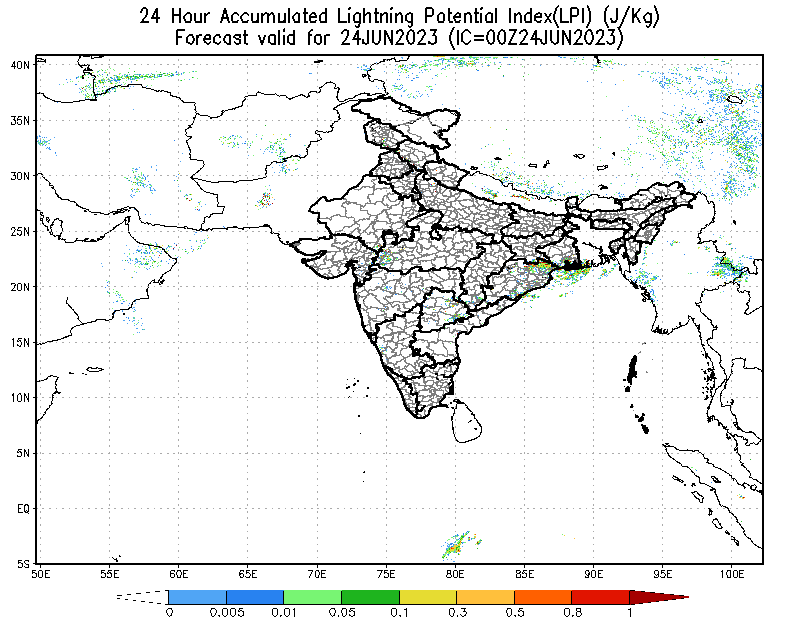 24 Hour Accumulated Lightning Potential Index(LPI) (J/Kg)
Forecast valid for 24JUN2023 (IC=00Z24JUN2023)
40N
35N
30N
25N
20N
15N
10N
5N
EQ
5S
50E 55E 60E 65E 70E 75E 80E 85E 90E 95E 100E
0 0.005 0.01 0.05 0.1 0.3 0.5 0.8 1